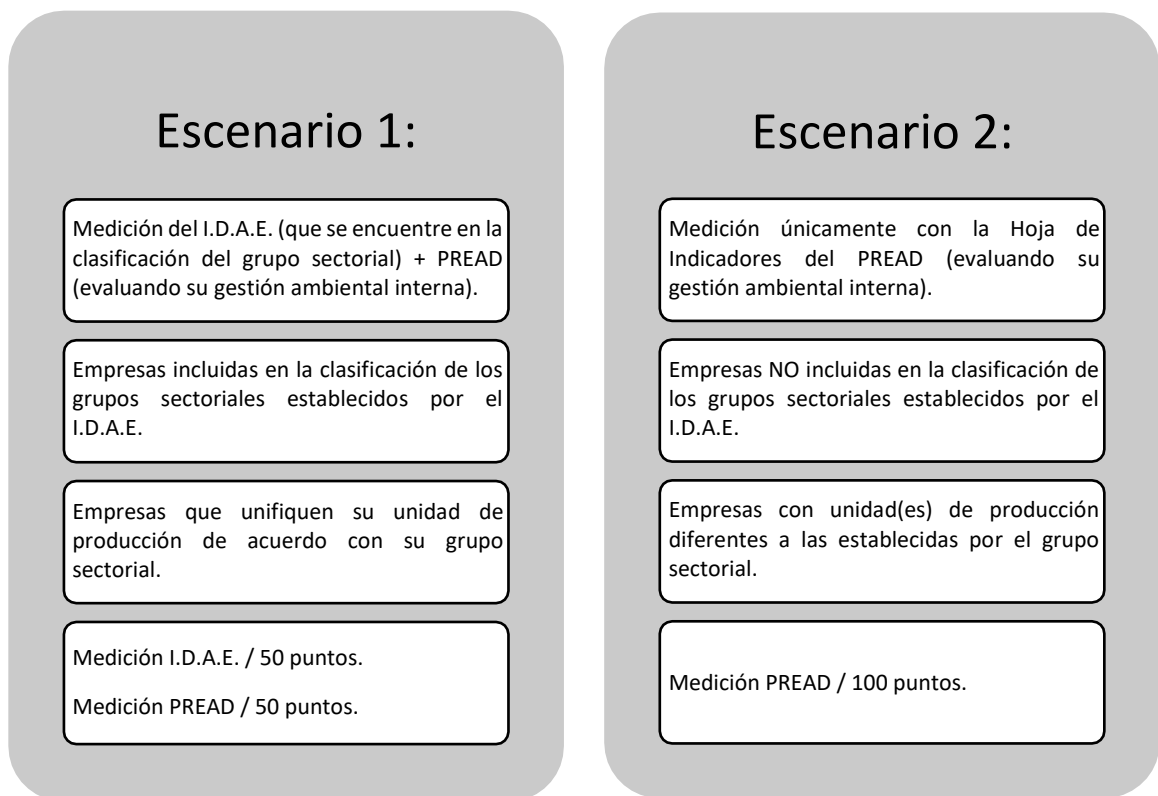 Escenario 1:
Medición del I.D.A.E. (que se encuentre en la
clasificación del grupo sectorial) + PREAD
(evaluando su gestión ambiental interna).
Empresas incluidas en la clasificación de los
grupos sectoriales establecidos por el
I.D.A.E.
Empresas que unifiquen su unidad de
producción de acuerdo con su grupo
sectorial.
Medición I.D.A.E. / 50 puntos.
Medición PREAD / 50 puntos.
Escenario 2:
Medición únicamente con la Hoja de
Indicadores del PREAD (evaluando su
gestión ambiental interna).
Empresas NO incluidas en la clasificación de
los grupos sectoriales establecidos por el
I.D.A.E.
Empresas con unidad(es) de producción
diferentes a las establecidas por el grupo
sectorial.
Medición PREAD / 100 puntos.